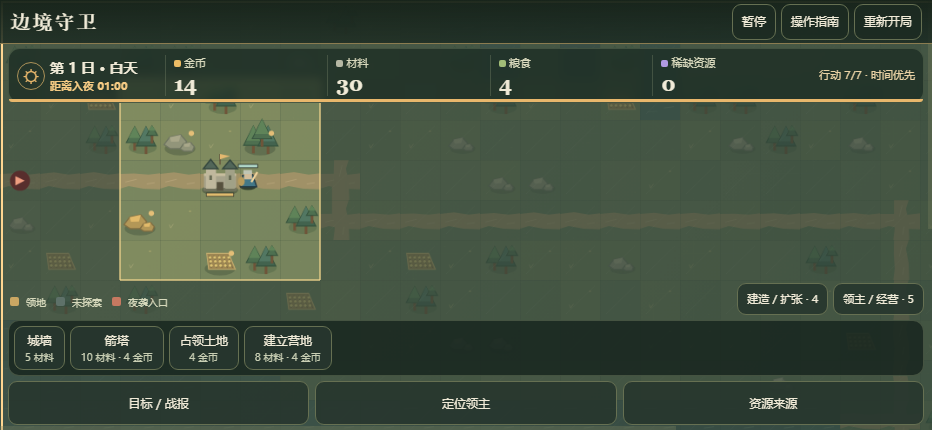 边境守卫
暂停
操作指南
重新开局
第 1 日 · 白天
距离入夜 01:00
金币
14
材料
30
粮食
4
稀缺资源
0
行动 7/7 · 时间优先
领地
未探索
夜袭入口
建造 / 扩张 · 4
领主 / 经营 · 5
城墙
5 材料
箭塔
10 材料 · 4 金币
占领土地
4 金币
建立营地
8 材料 · 4 金币
目标 / 战报
定位领主
资源来源